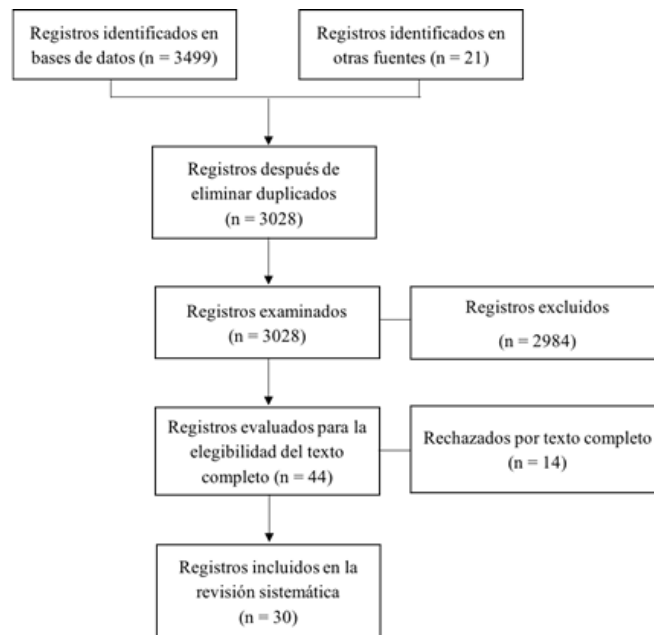 Registros identificados en
bases de datos (n = 3499)
Registros identificados en
otras fuentes (n = 21)
Registros después de
eliminar duplicados
(n = 3028)
Registros examinados
(n = 3028)
Registros excluidos
(n = 2984)
Registros evaluados para la
elegibilidad del texto
completo (n = 44)
Rechazados por texto completo
(n = 14)
Registros incluidos en la
revisión sistemática
(n = 30)